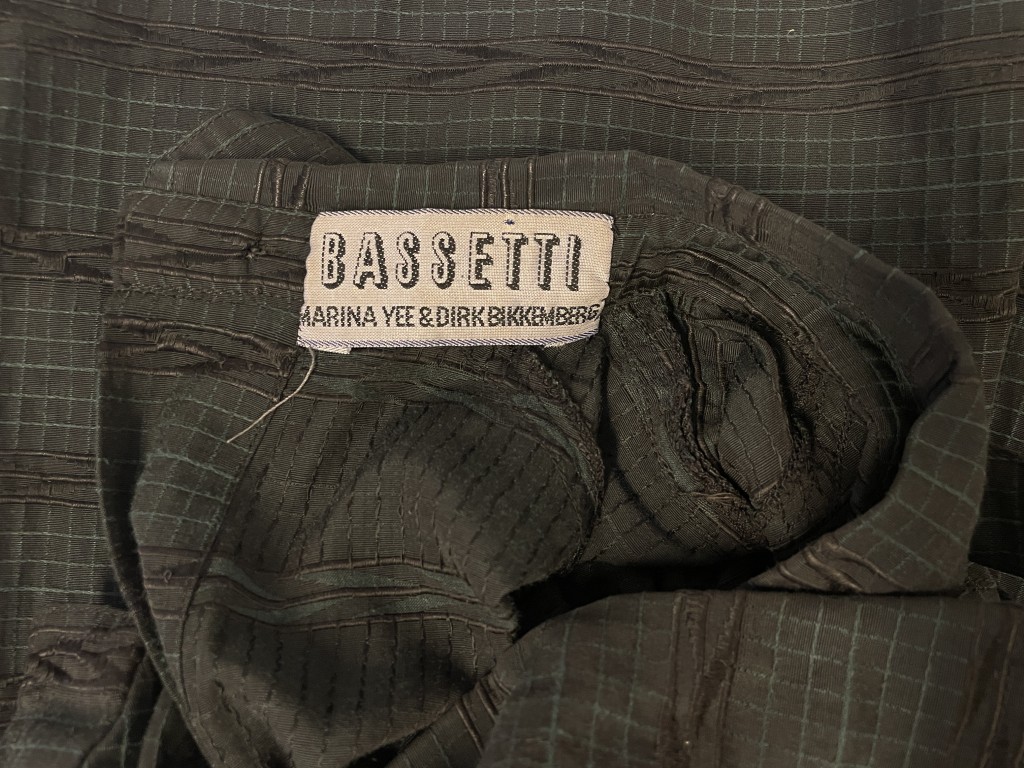 BASSETTI
MARINA YEE & DIRK BIKKEMBERGS